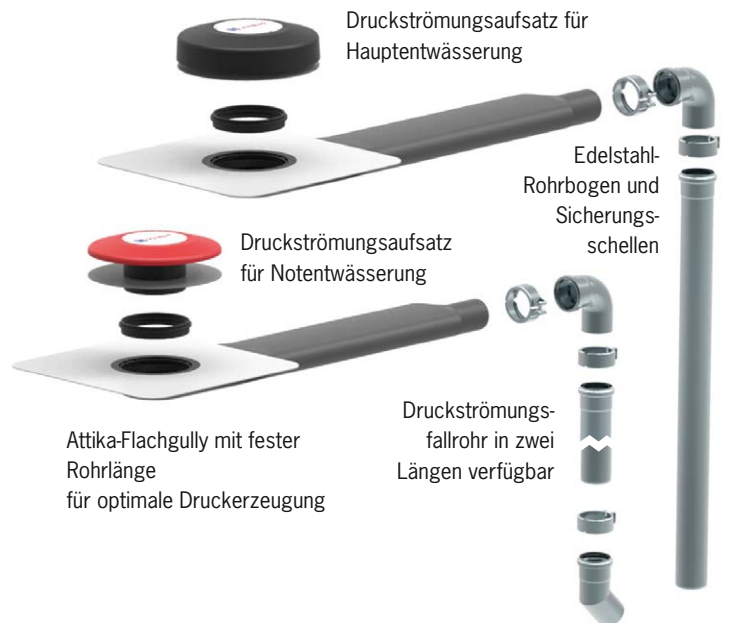 Druckströmungsaufsatz für
Hauptentwässerung
Edelstahl-
Rohrbogen und
Sicherungs-
schellen
Druckströmungsaufsatz
für Notentwässerung
Druckströmungs-
fallrohr in zwei
Längen verfügbar
Attika-Flachgully mit fester
Rohrlänge
für optimale Druckerzeugung